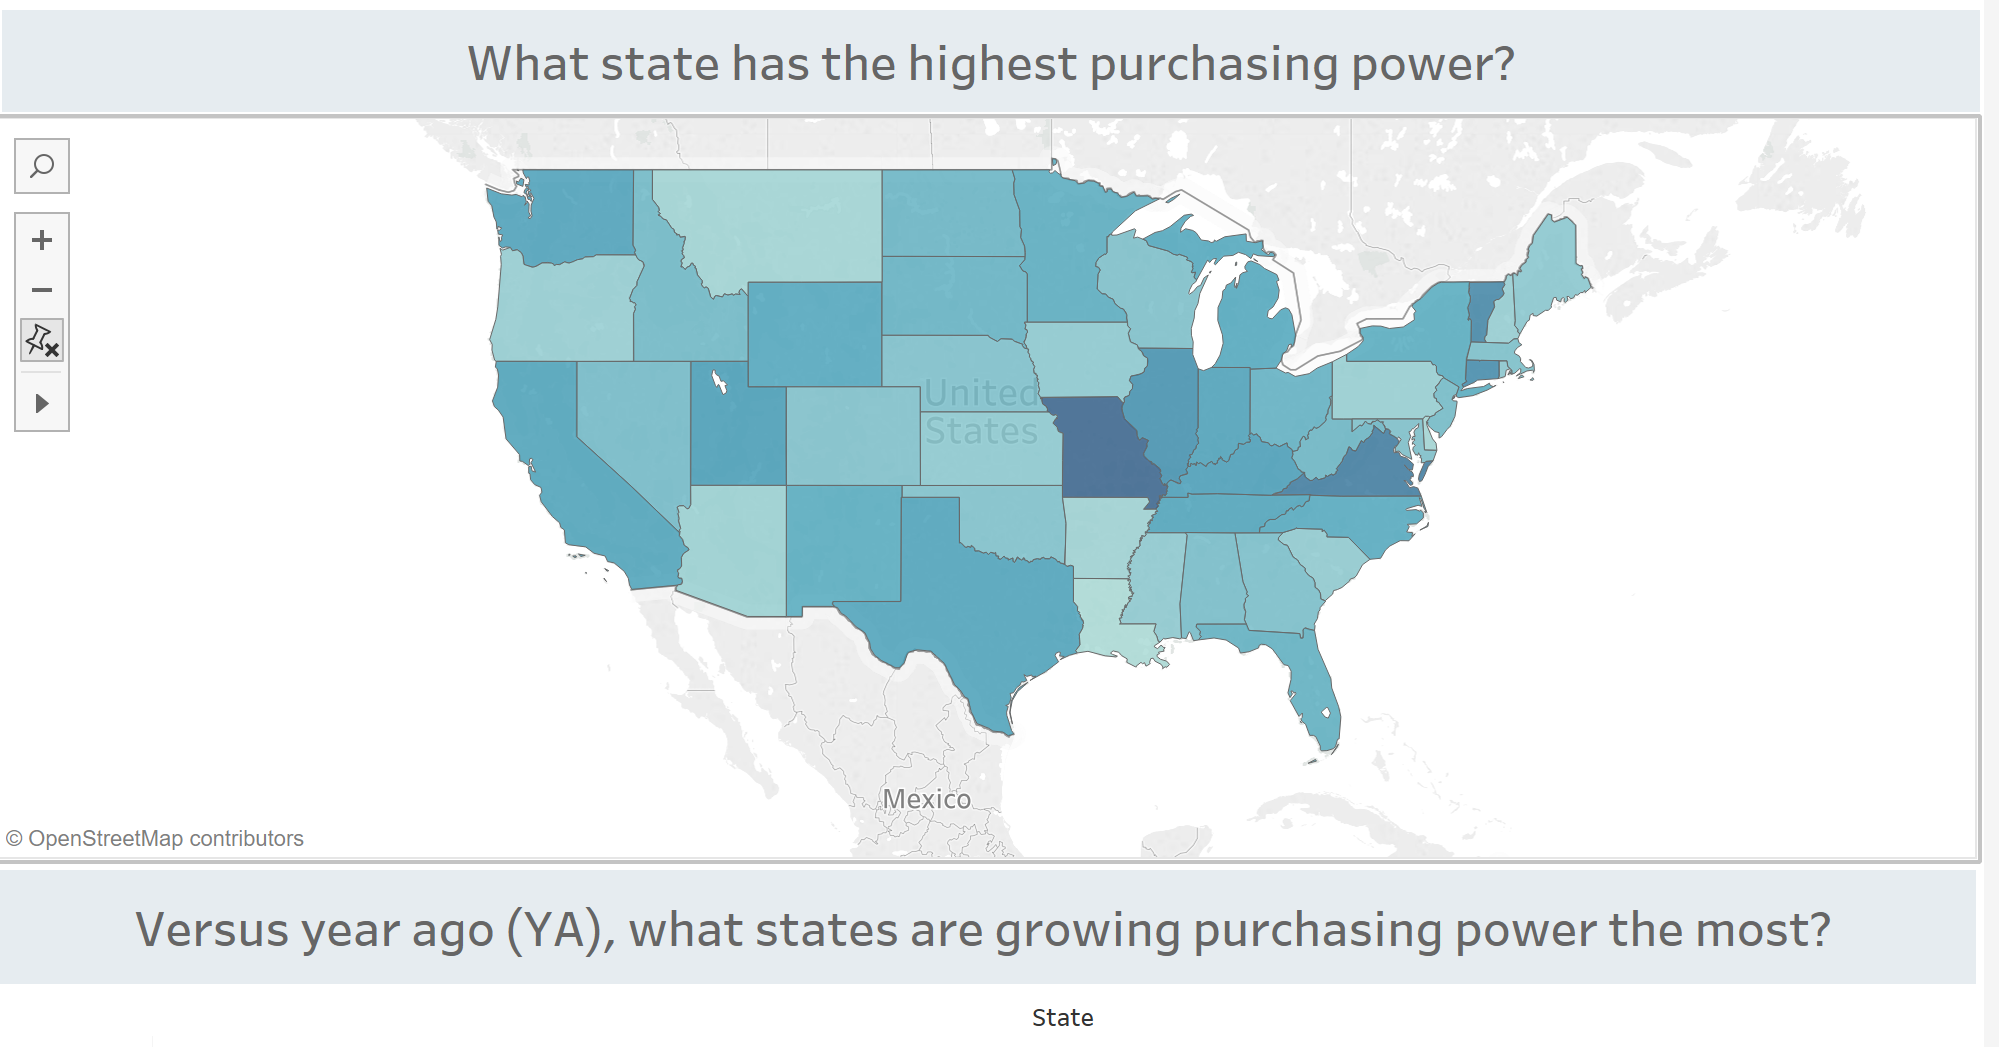 What state has the highest purchasing power?
United
States
Mexico
© OpenStreetMap contributors
Versus year ago (YA), what states are growing purchasing power the most?
State